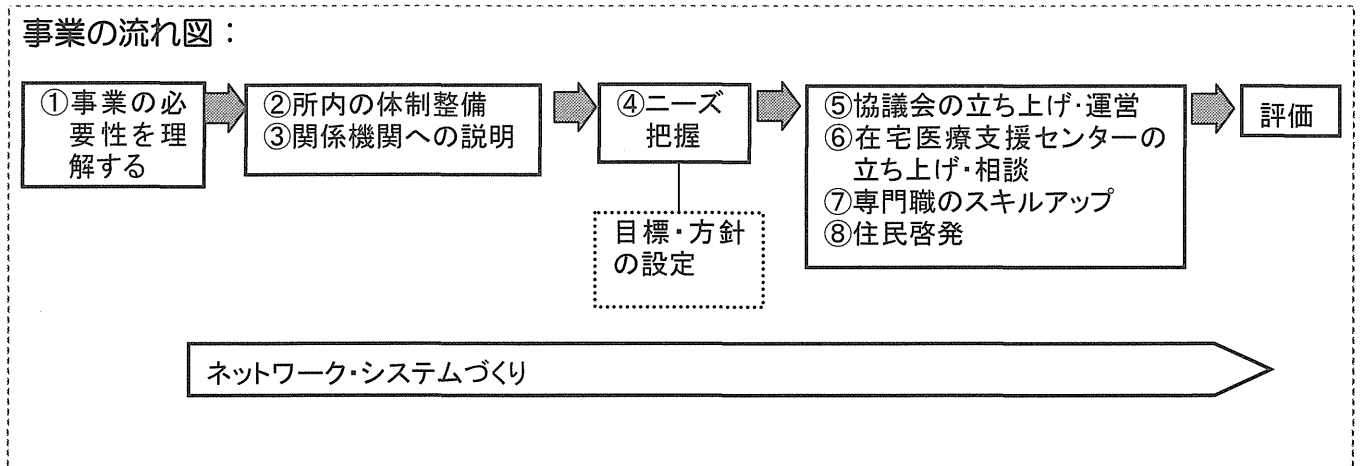 事業の流れ図：
①事業の必
要性を理
解する
②所内の体制整備
③関係機関への説明
④ニーズ
把握
目標・方針
の設定
⑤協議会の立ち上げ・運営
⑥在宅医療支援センターの
立ち上げ・相談
⑦専門職のスキルアップ
⑧住民啓発
評価
ネットワーク・システムづくり